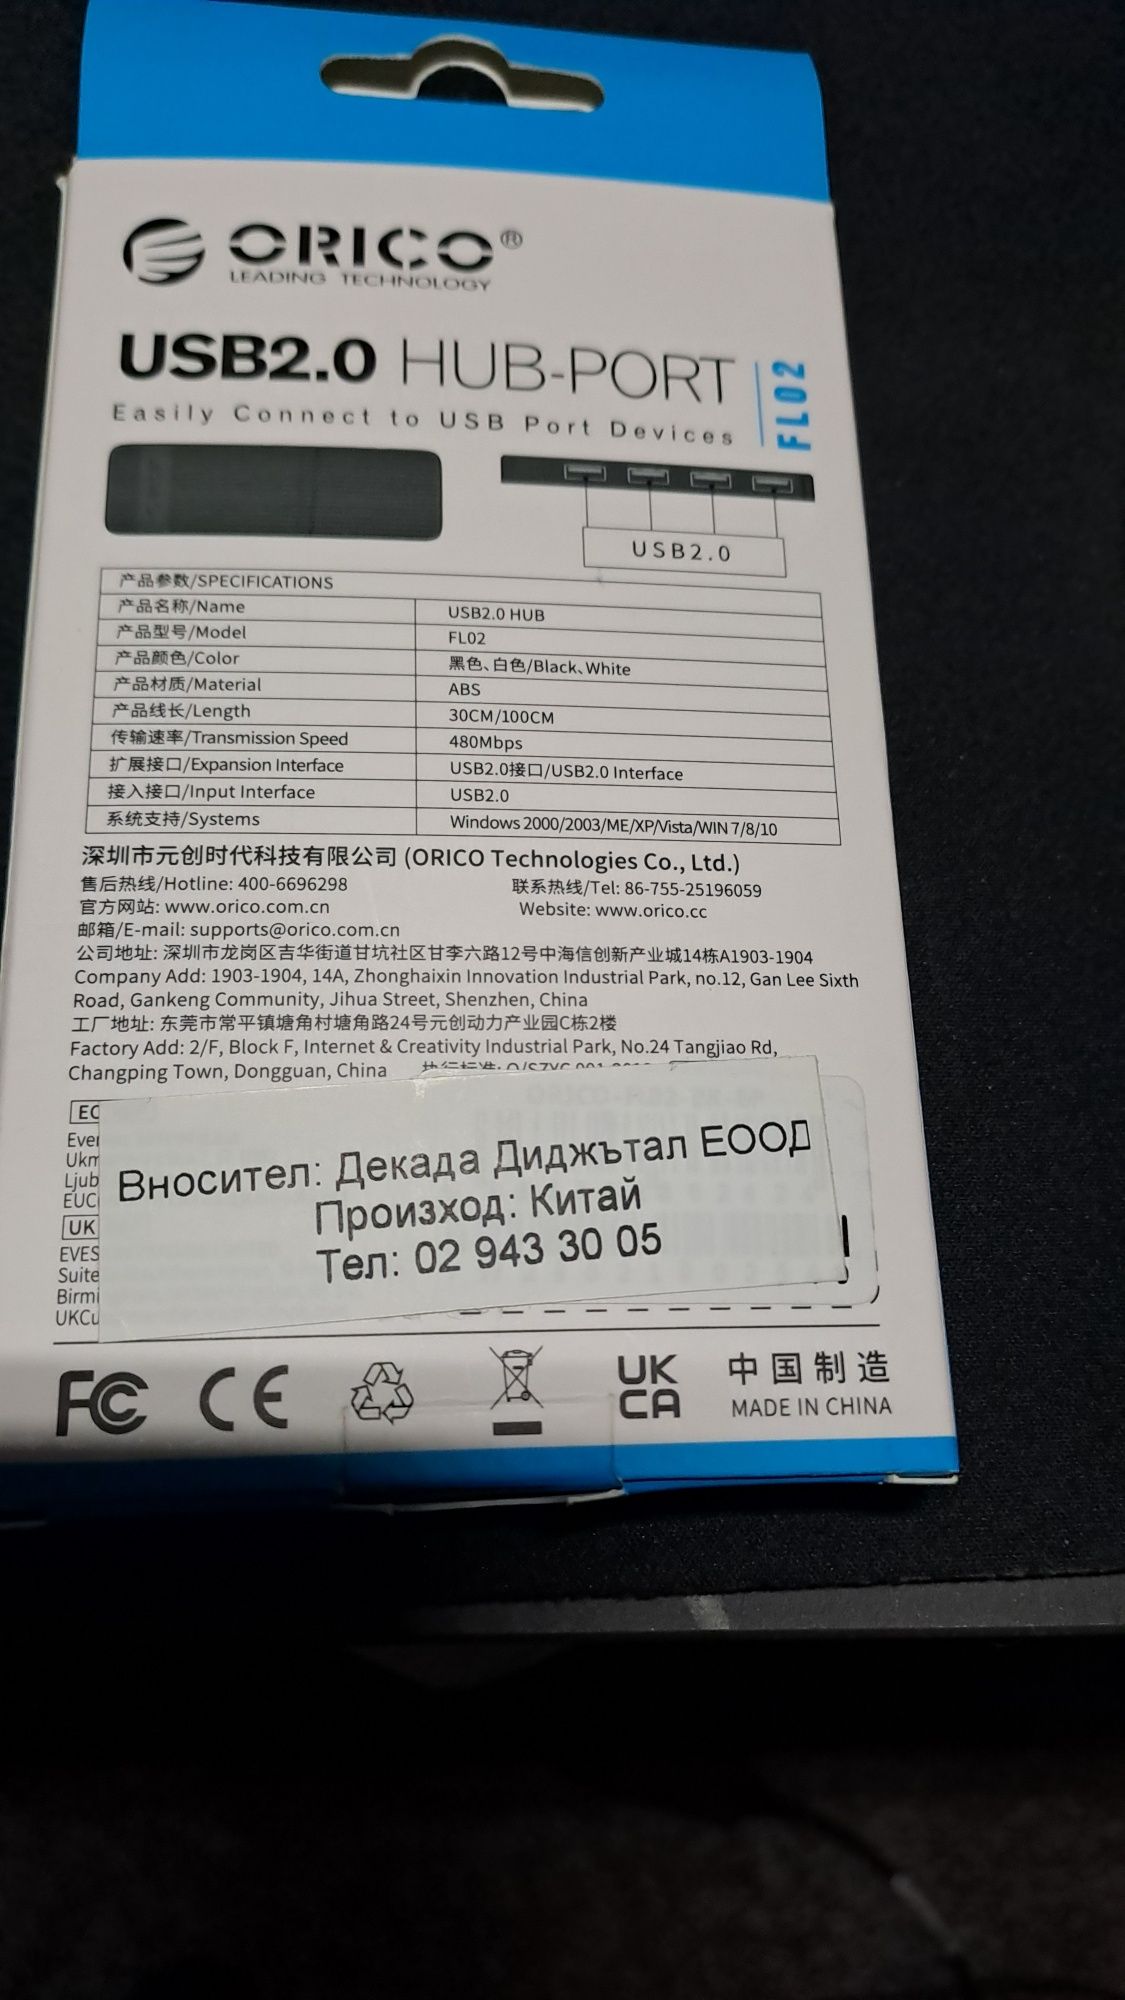 ORICO®
LEADING TECHNOLOGY
USB2.0 HUB-PORT
FL02
Easily Connect to USB Port Devices
USB2.0
产品参数/SPECIFICATIONS
产品名称/Name USB2.0 HUB
产品型号/Model FL02
产品颜色/Color 黑色、白色/Black、White
产品材质/Material ABS
产品线长/Length 30CM/100CM
传输速率/Transmission Speed 480Mbps
扩展接口/Expansion Interface USB2.0接口/USB2.0 Interface
接入接口/Input Interface USB2.0
系统支持/Systems Windows 2000/2003/ME/XP/Vista/WIN 7/8/10
深圳市元创时代科技有限公司 (ORICO Technologies Co., Ltd.)
售后热线/Hotline: 400-6696298 联系热线/Tel: 86-755-25196059
官方网站: www.orico.com.cn Website: www.orico.cc
邮箱/E-mail: supports@orico.com.cn
公司地址: 深圳市龙岗区吉华街道甘坑社区甘李六路12号中海信创新产业城14栋A1903-1904
Company Add: 1903-1904, 14A, Zhonghaixin Innovation Industrial Park, no.12, Gan Lee Sixth
Road, Gankeng Community, Jihua Street, Shenzhen, China
工厂地址: 东莞市常平镇塘角村塘角路24号元创动力产业园C栋2楼
Factory Add: 2/F, Block F, Internet & Creativity Industrial Park, No.24 Tangjiao Rd,
Changping Town, Dongguan, China
EC
Ukm
Ljub
EUC
UK
EVES
Suite
Birmi
Вносител: Декада Диджътал ЕООД
Произход: Китай
Тел: 02 943 30 05
FC CE UK CA 中国制造
MADE IN CHINA